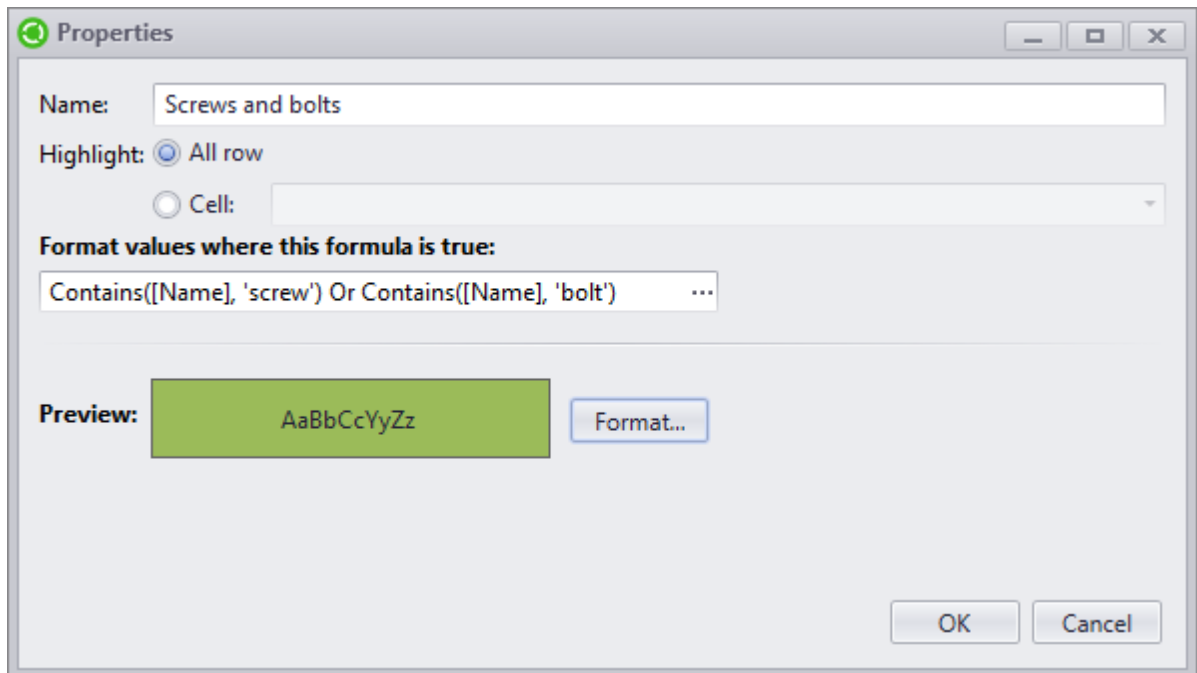 Properties
Name: Screws and bolts
Highlight: All row
Cell:
Format values where this formula is true:
Contains([Name], 'screw') Or Contains([Name], 'bolt') ...
Preview: AaBbCcYyZz Format...
OK Cancel